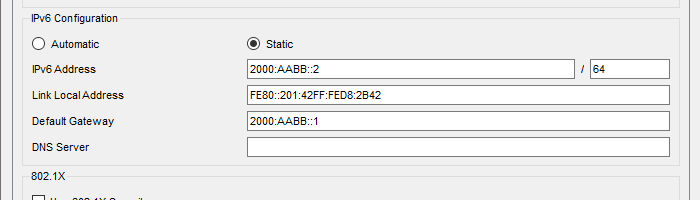 IPv6 Configuration
Automatic Static
IPv6 Address 2000:AABB::2 / 64
Link Local Address FE80::201:42FF:FED8:2B42
Default Gateway 2000:AABB::1
DNS Server
802.1X